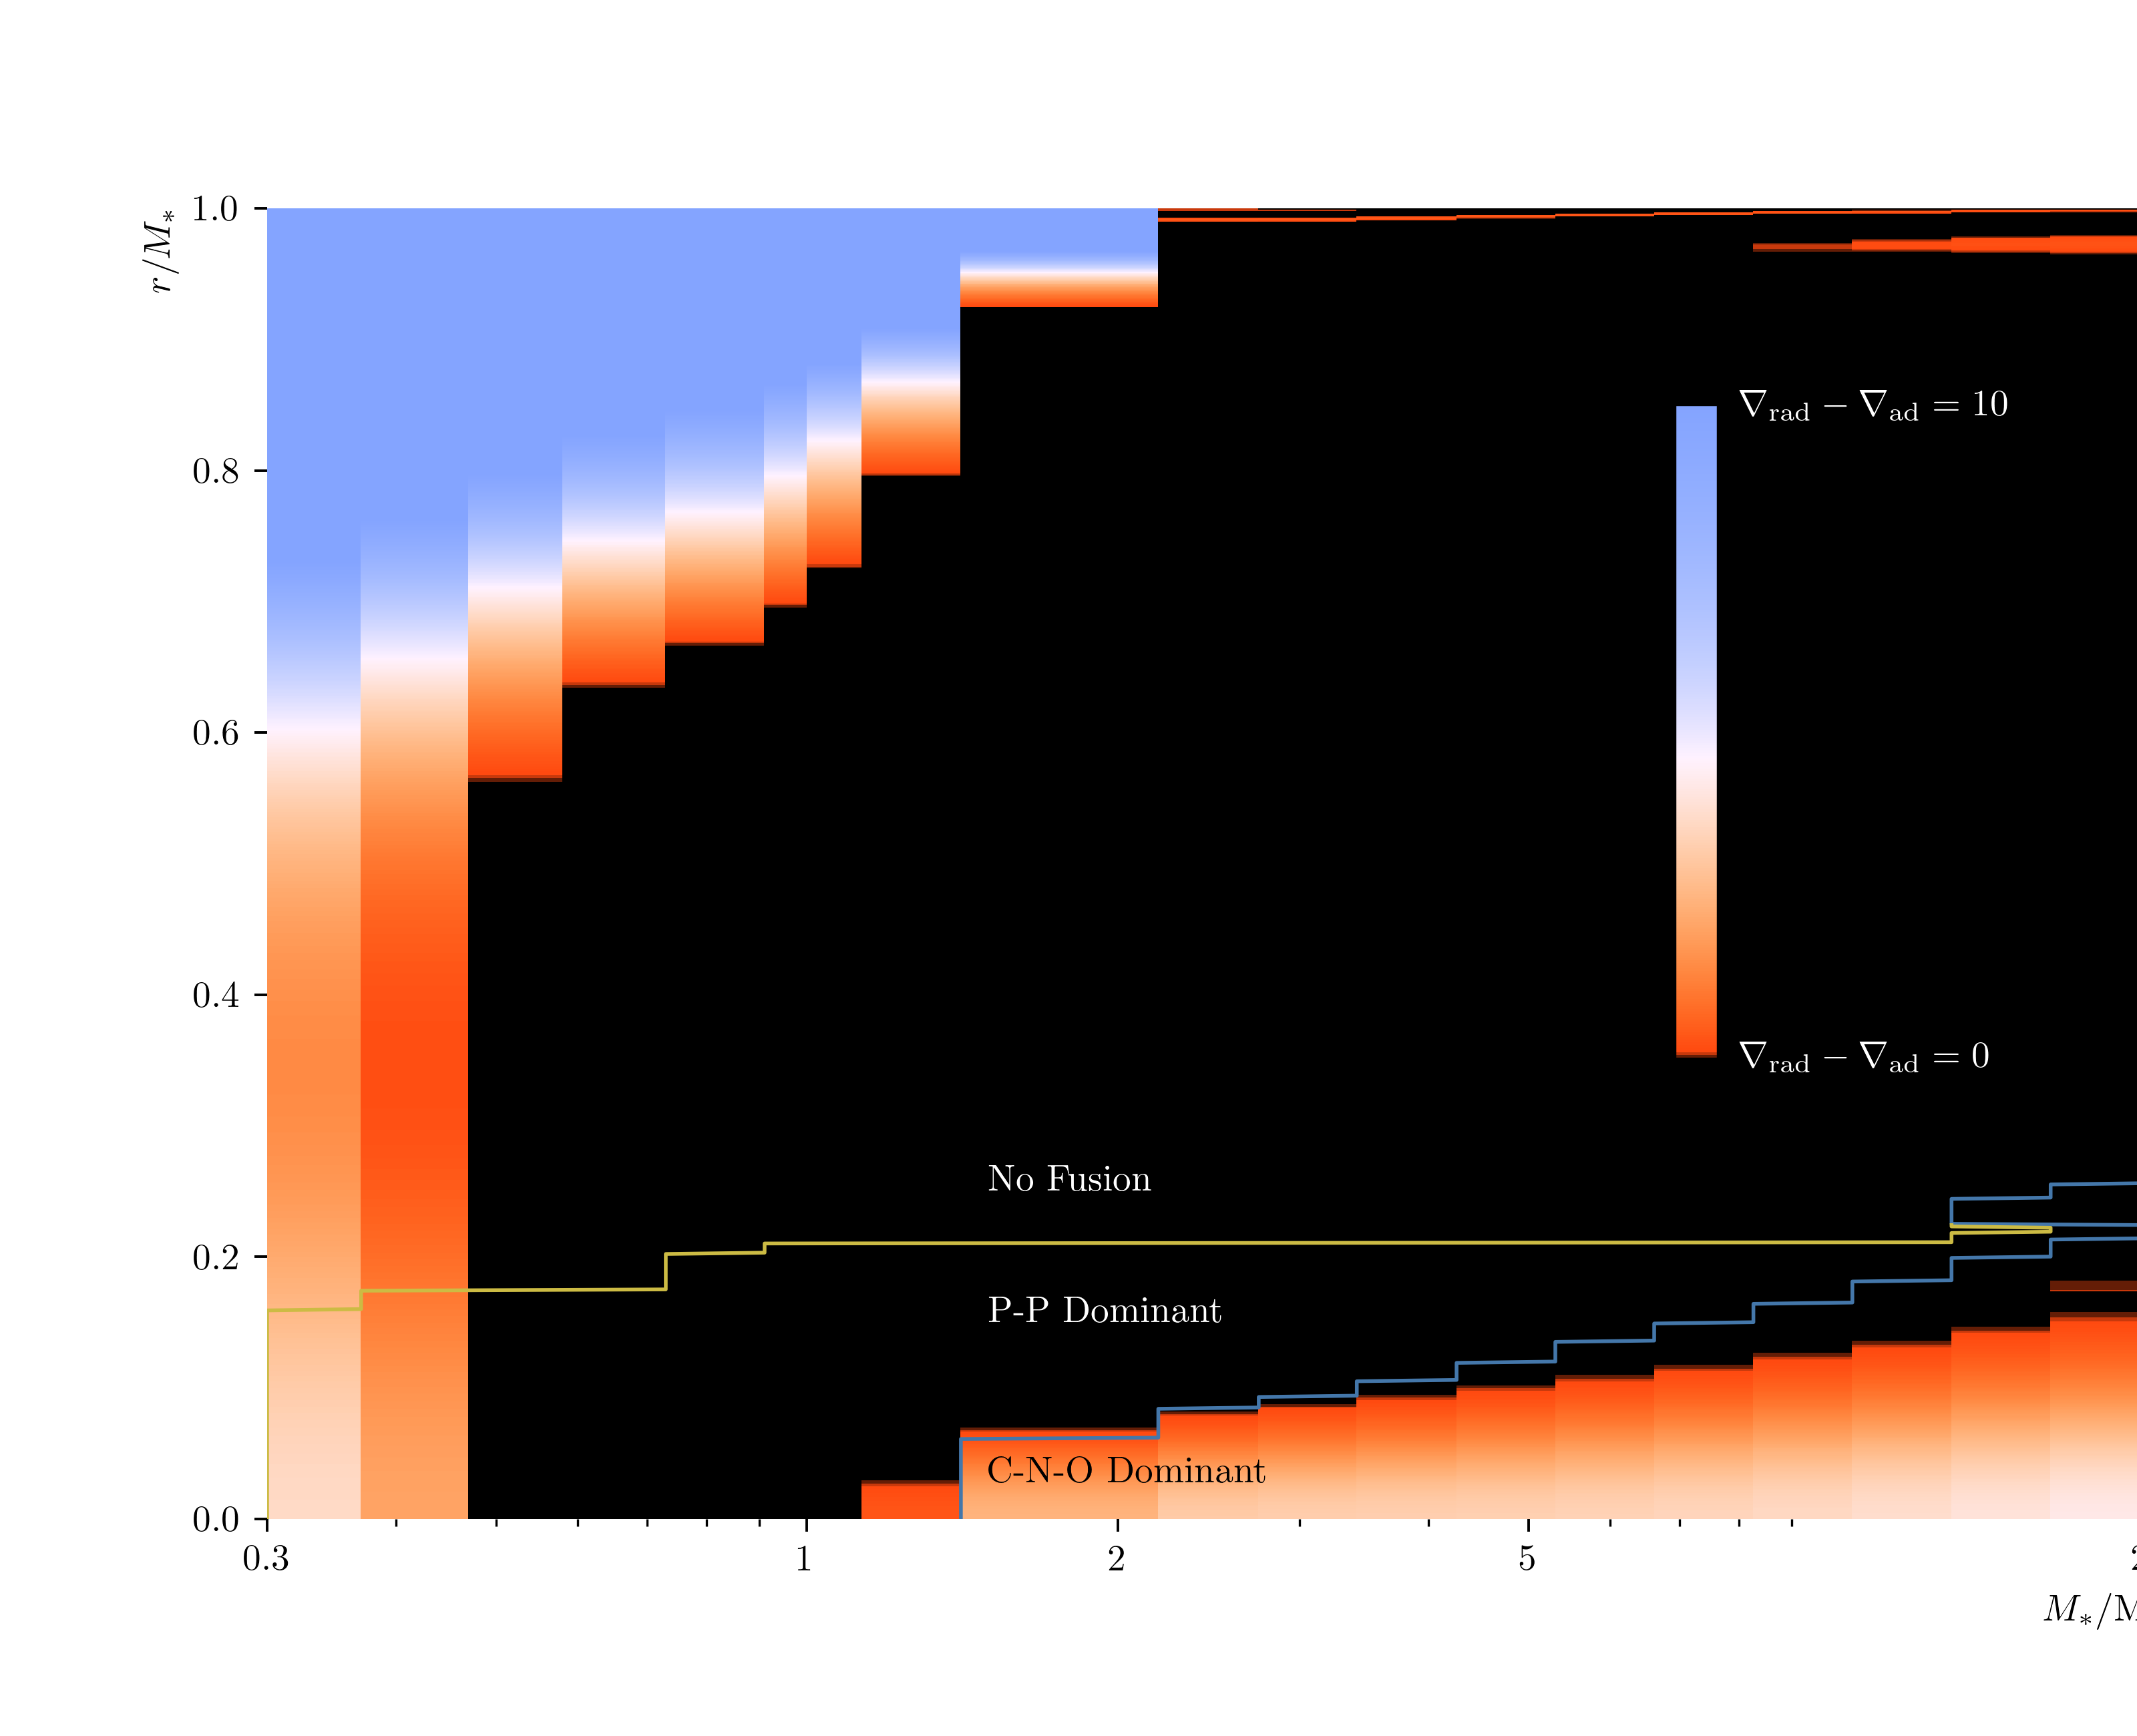 r/M*
1.0
0.8
0.6
0.4
0.2
0.0
∇rad − ∇ad = 10
∇rad − ∇ad = 0
No Fusion
P-P Dominant
C-N-O Dominant
0.3 1 2 5
M*/M